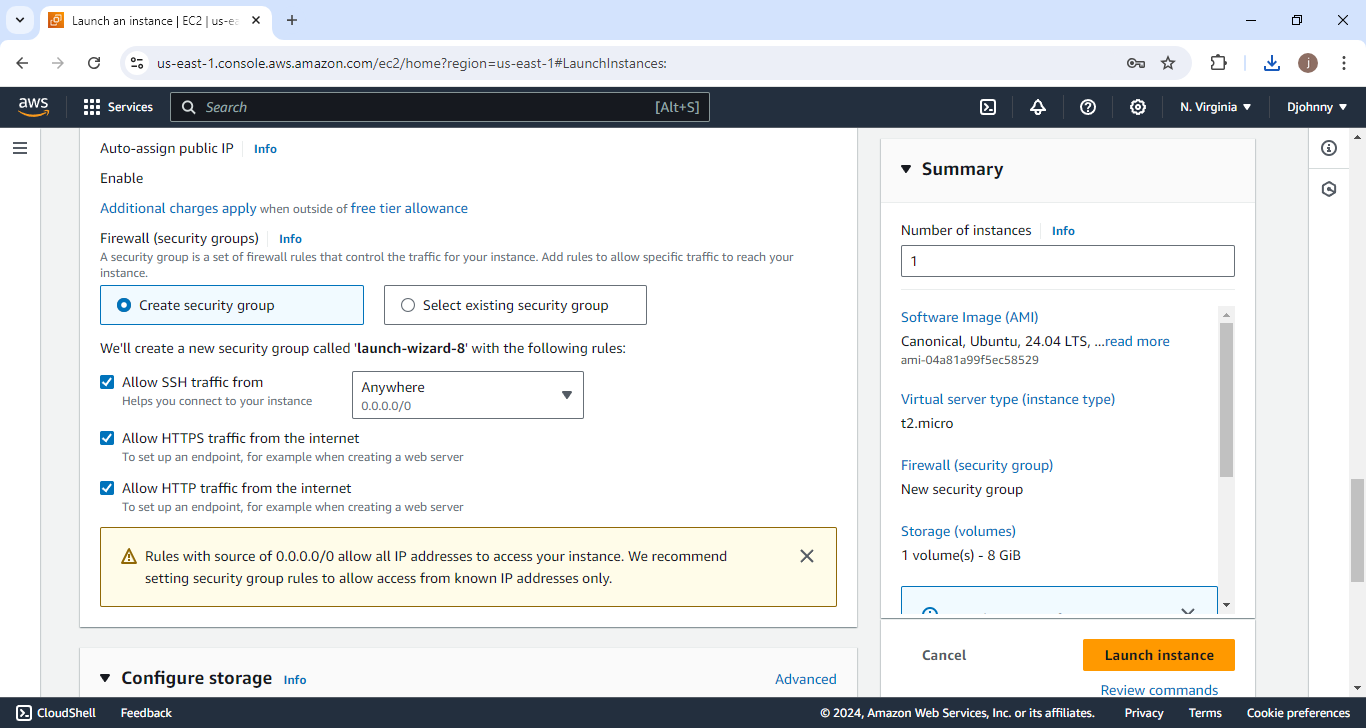 Launch an instance | EC2 | us-ea
us-east-1.console.aws.amazon.com/ec2/home?region=us-east-1#LaunchInstances:
j
aws
Services
Search
[Alt+S]
N. Virginia
Djohnny
Auto-assign public IP
Info
Enable
Additional charges apply when outside of free tier allowance
Firewall (security groups)
Info
A security group is a set of firewall rules that control the traffic for your instance. Add rules to allow specific traffic to reach your
instance.
Create security group
Select existing security group
We'll create a new security group called 'launch-wizard-8' with the following rules:
Allow SSH traffic from
Helps you connect to your instance
Anywhere
0.0.0.0/0
Allow HTTPS traffic from the internet
To set up an endpoint, for example when creating a web server
Allow HTTP traffic from the internet
To set up an endpoint, for example when creating a web server
Rules with source of 0.0.0.0/0 allow all IP addresses to access your instance. We recommend
setting security group rules to allow access from known IP addresses only.
Configure storage
Info
Advanced
Summary
Number of instances
Info
1
Software Image (AMI)
Canonical, Ubuntu, 24.04 LTS, ...read more
ami-04a81a99f5ec58529
Virtual server type (instance type)
t2.micro
Firewall (security group)
New security group
Storage (volumes)
1 volume(s) - 8 GiB
Cancel
Launch instance
Review commands
CloudShell
Feedback
© 2024, Amazon Web Services, Inc. or its affiliates.
Privacy
Terms
Cookie preferences